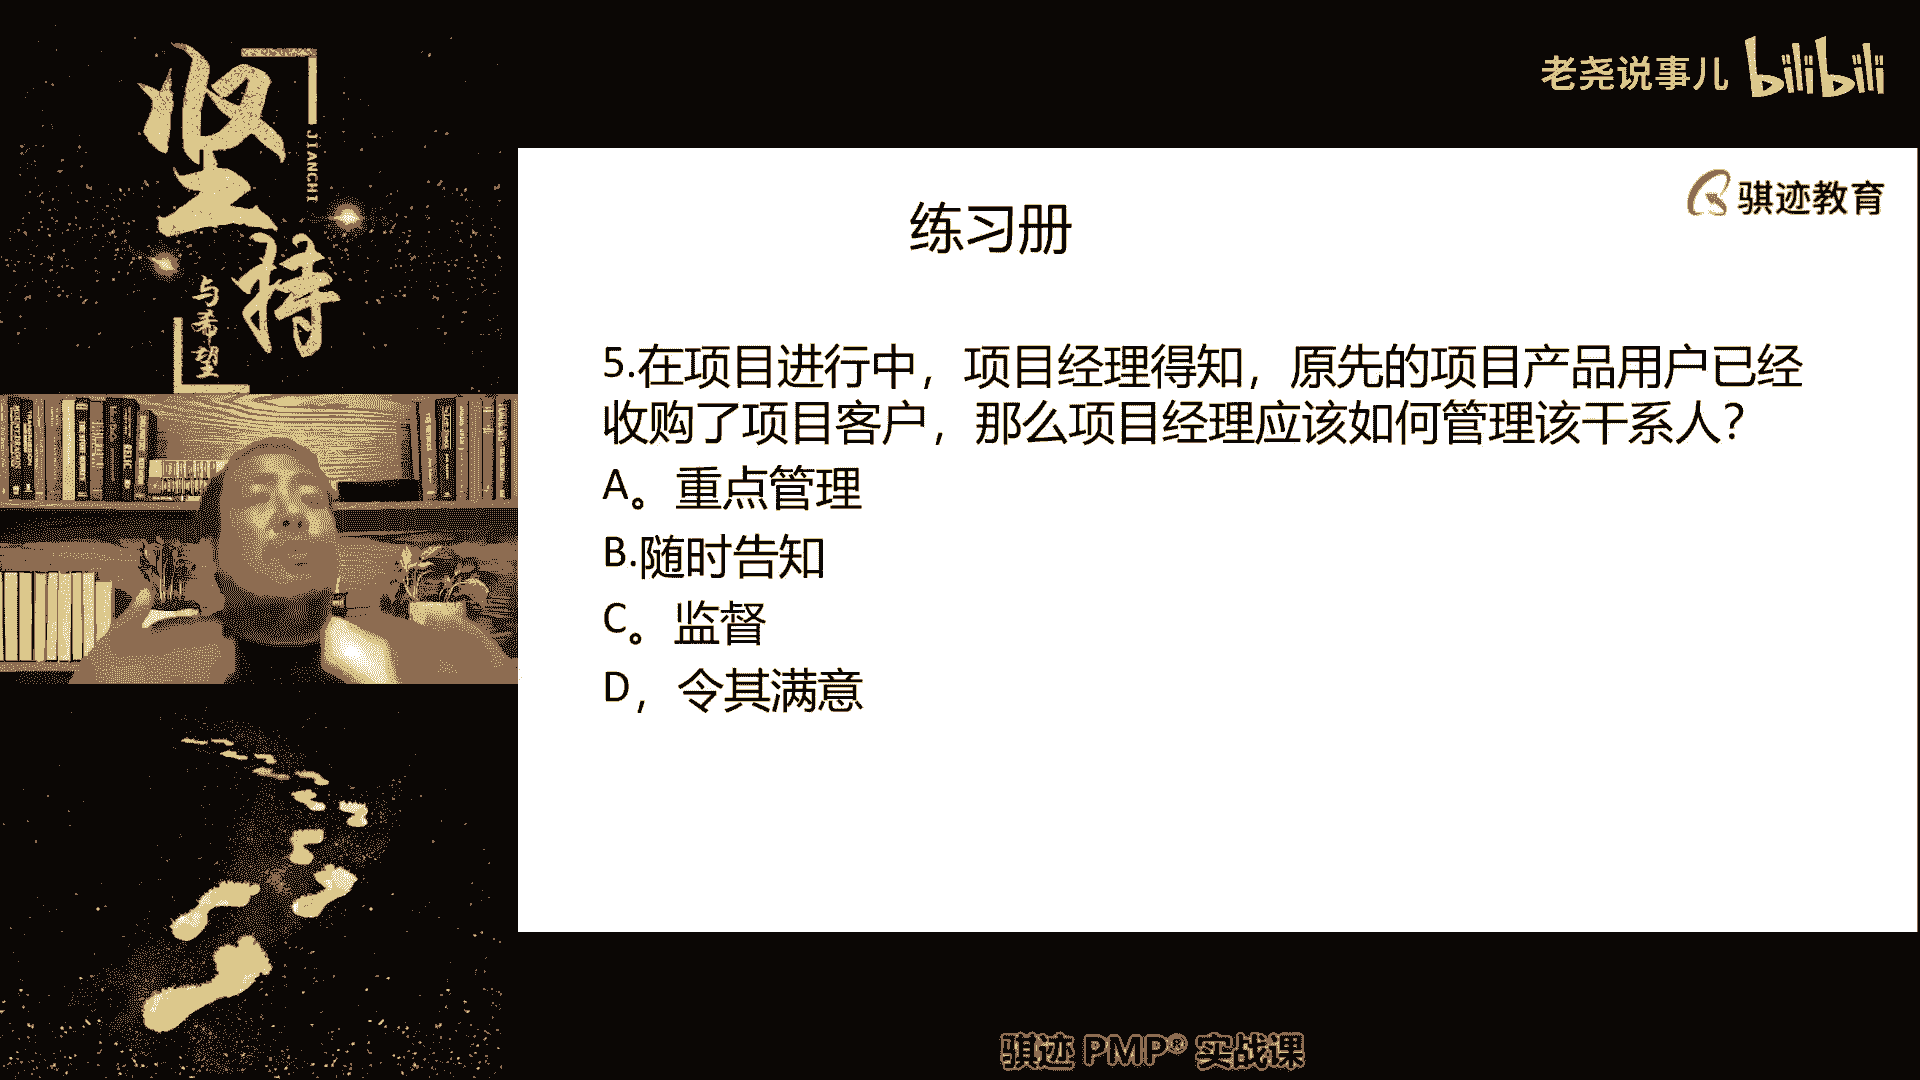 坚持
JIANCHI
与希望
老尧说事儿 bilibili
骐迹教育
练习册
5.在项目进行中，项目经理得知，原先的项目产品用户已经
收购了项目客户，那么项目经理应该如何管理该干系人？
A。重点管理
B.随时告知
C。监督
D，令其满意
骐迹 PMP® 实战课